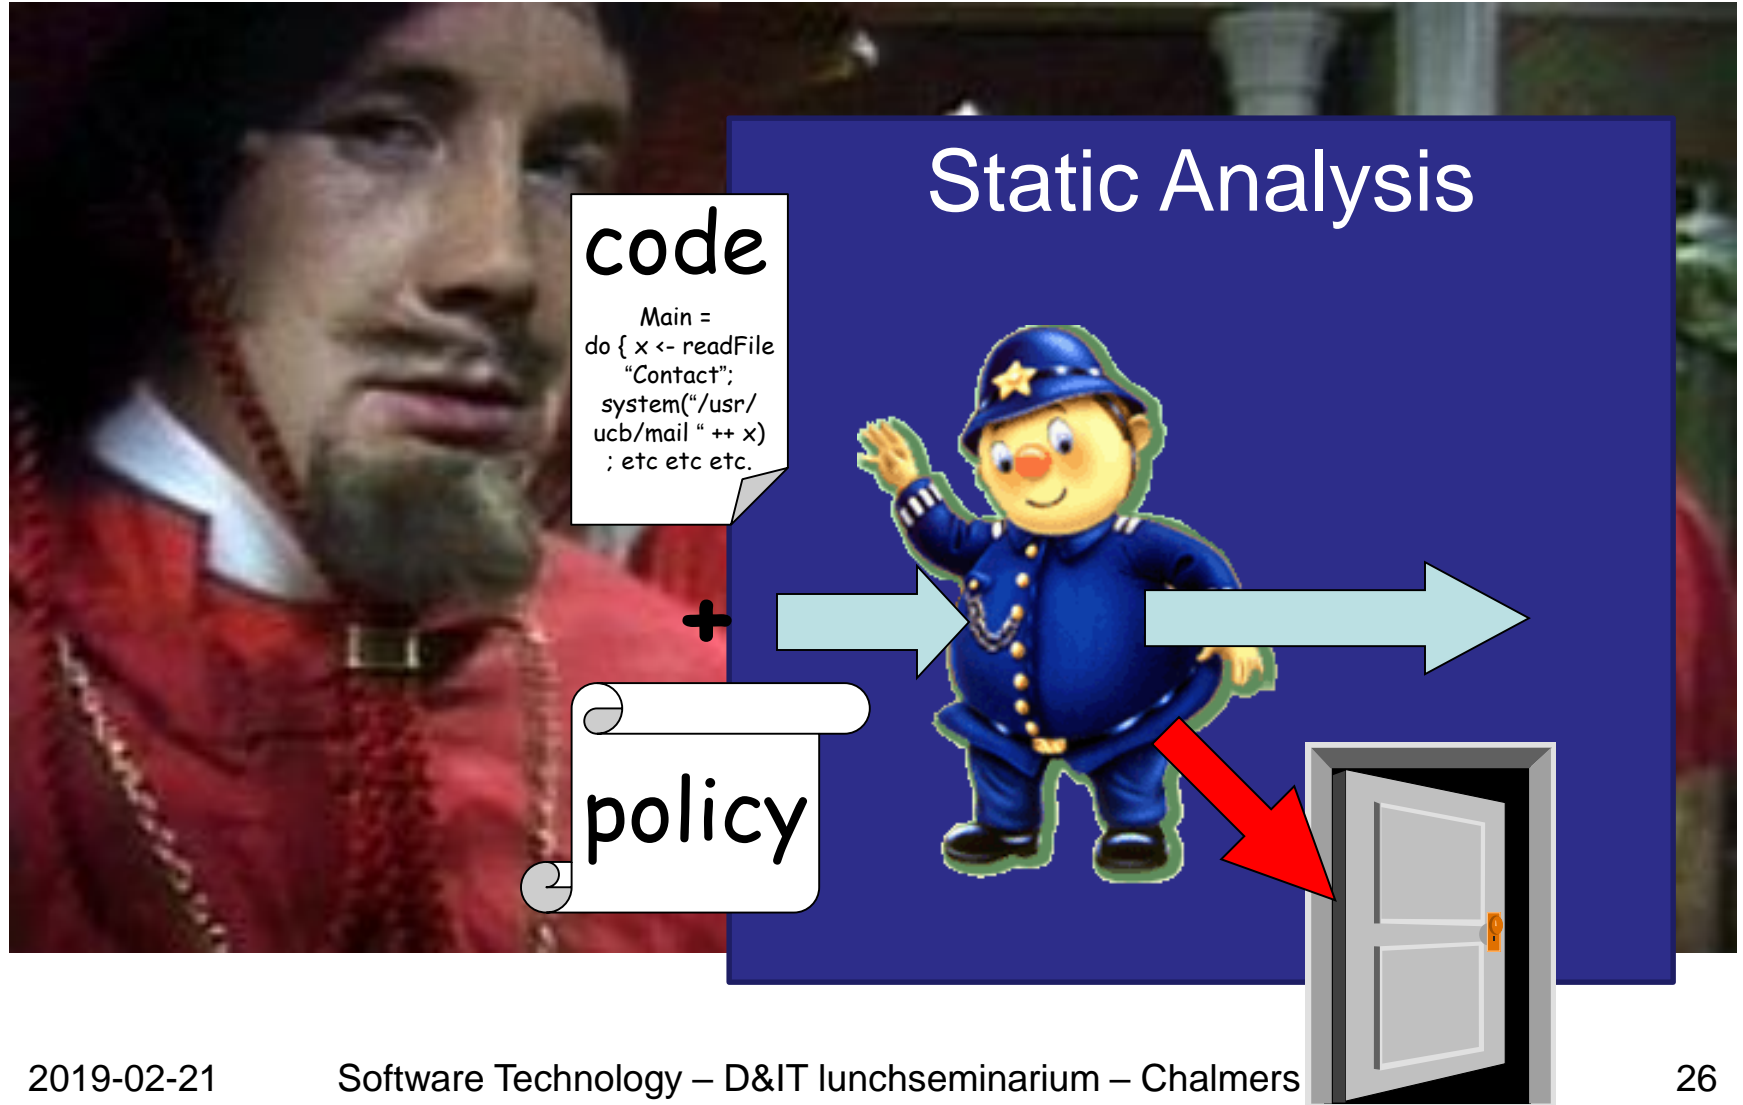 Static Analysis
code
Main =
do { x <- readFile
“Contact”;
system(“/usr/
ucb/mail “ ++ x)
; etc etc etc.
+
policy
2019-02-21
Software Technology – D&IT lunchseminarium – Chalmers
26